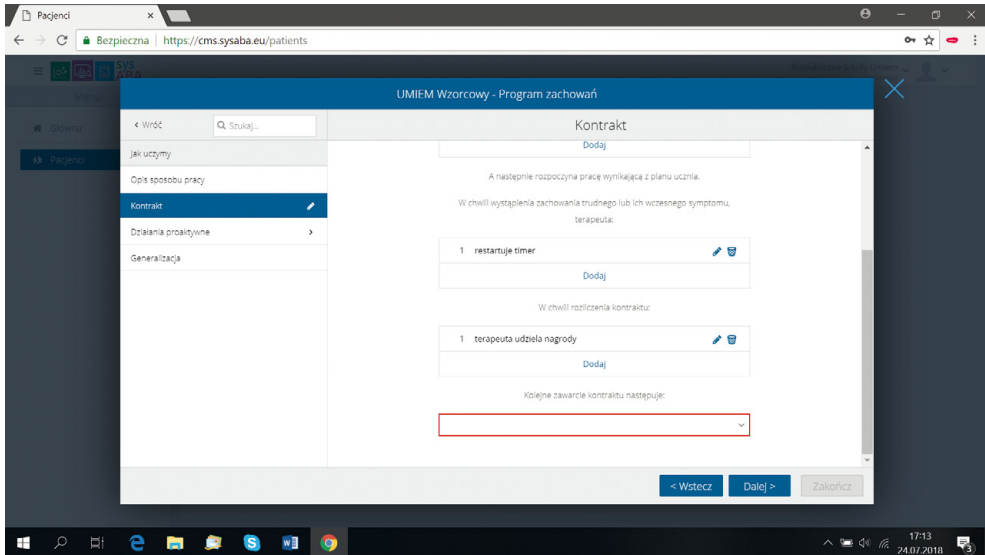 Pacjenci
Bezpieczna | https://cms.sysaba.eu/patients
SYS
ABA
Menu
Główna
Pacjenci
UMIEM Wzorcowy - Program zachowań
< Wróć
Szukaj...
Kontrakt
Jak uczymy
Opis sposobu pracy
Kontrakt
Działania proaktywne
Generalizacja
Dodaj
A następnie rozpoczyna pracę wynikającą z planu ucznia.
W chwili wystąpienia zachowania trudnego lub ich wczesnego symptomu,
terapeuta:
1 restartuje timer
Dodaj
W chwili rozliczenia kontraktu:
1 terapeuta udziela nagrody
Dodaj
Kolejne zawarcie kontraktu następuje:
< Wstecz
Dalej >
Zakończ
17:13
24.07.2018
3